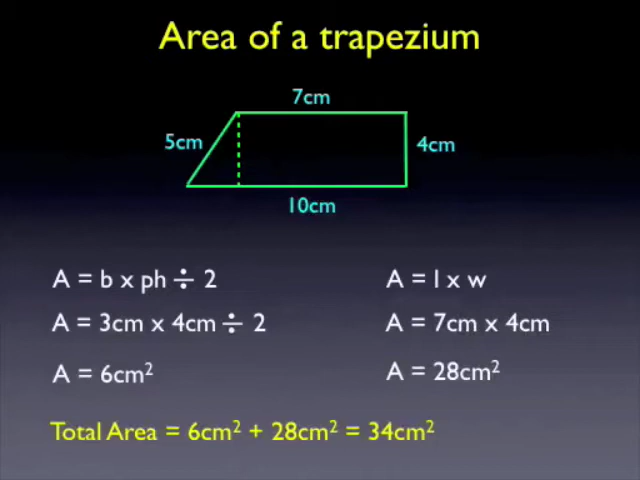 Area of a trapezium
7cm
5cm
4cm
10cm
A = b x ph ÷ 2
A = l x w
A = 3cm x 4cm ÷ 2
A = 7cm x 4cm
A = 6cm²
A = 28cm²
Total Area = 6cm² + 28cm² = 34cm²